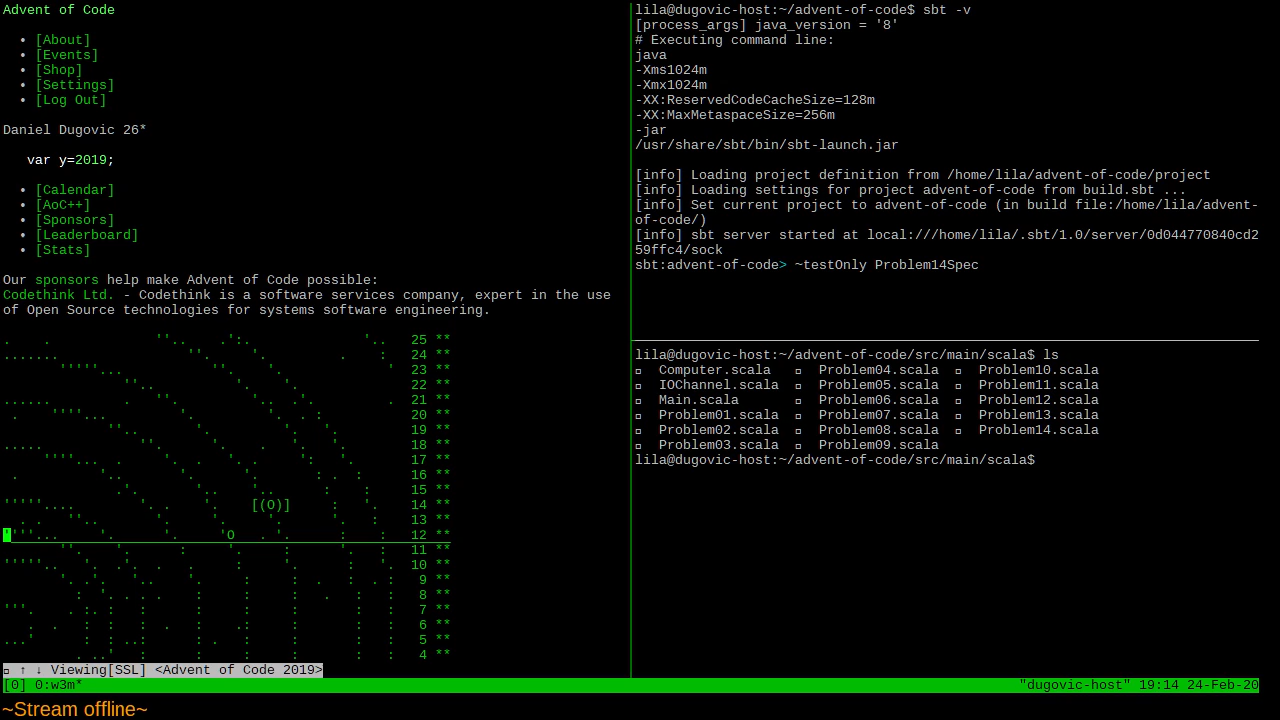 Advent of Code
• [About]
• [Events]
• [Shop]
• [Settings]
• [Log Out]
Daniel Dugovic 26*
var y=2019;
• [Calendar]
• [AoC++]
• [Sponsors]
• [Leaderboard]
• [Stats]
Our sponsors help make Advent of Code possible:
Codethink Ltd. - Codethink is a software services company, expert in the use
of Open Source technologies for systems software engineering.
25 **
24 **
23 **
22 **
21 **
20 **
19 **
18 **
17 **
16 **
15 **
[(O)] 14 **
13 **
'O 12 **
11 **
10 **
9 **
8 **
7 **
6 **
5 **
4 **
↑ ↓ Viewing[SSL] <Advent of Code 2019>
lila@dugovic-host:~/advent-of-code$ sbt -v
[process_args] java_version = '8'
# Executing command line:
java
-Xms1024m
-Xmx1024m
-XX:ReservedCodeCacheSize=128m
-XX:MaxMetaspaceSize=256m
-jar
/usr/share/sbt/bin/sbt-launch.jar
[info] Loading project definition from /home/lila/advent-of-code/project
[info] Loading settings for project advent-of-code from build.sbt ...
[info] Set current project to advent-of-code (in build file:/home/lila/advent-
of-code/)
[info] sbt server started at local:///home/lila/.sbt/1.0/server/0d044770840cd2
59ffc4/sock
sbt:advent-of-code> ~testOnly Problem14Spec
lila@dugovic-host:~/advent-of-code/src/main/scala$ ls
Computer.scala Problem04.scala Problem10.scala
IOChannel.scala Problem05.scala Problem11.scala
Main.scala Problem06.scala Problem12.scala
Problem01.scala Problem07.scala Problem13.scala
Problem02.scala Problem08.scala Problem14.scala
Problem03.scala Problem09.scala
lila@dugovic-host:~/advent-of-code/src/main/scala$
[0] 0:w3m* "dugovic-host" 19:14 24-Feb-20
~Stream offline~